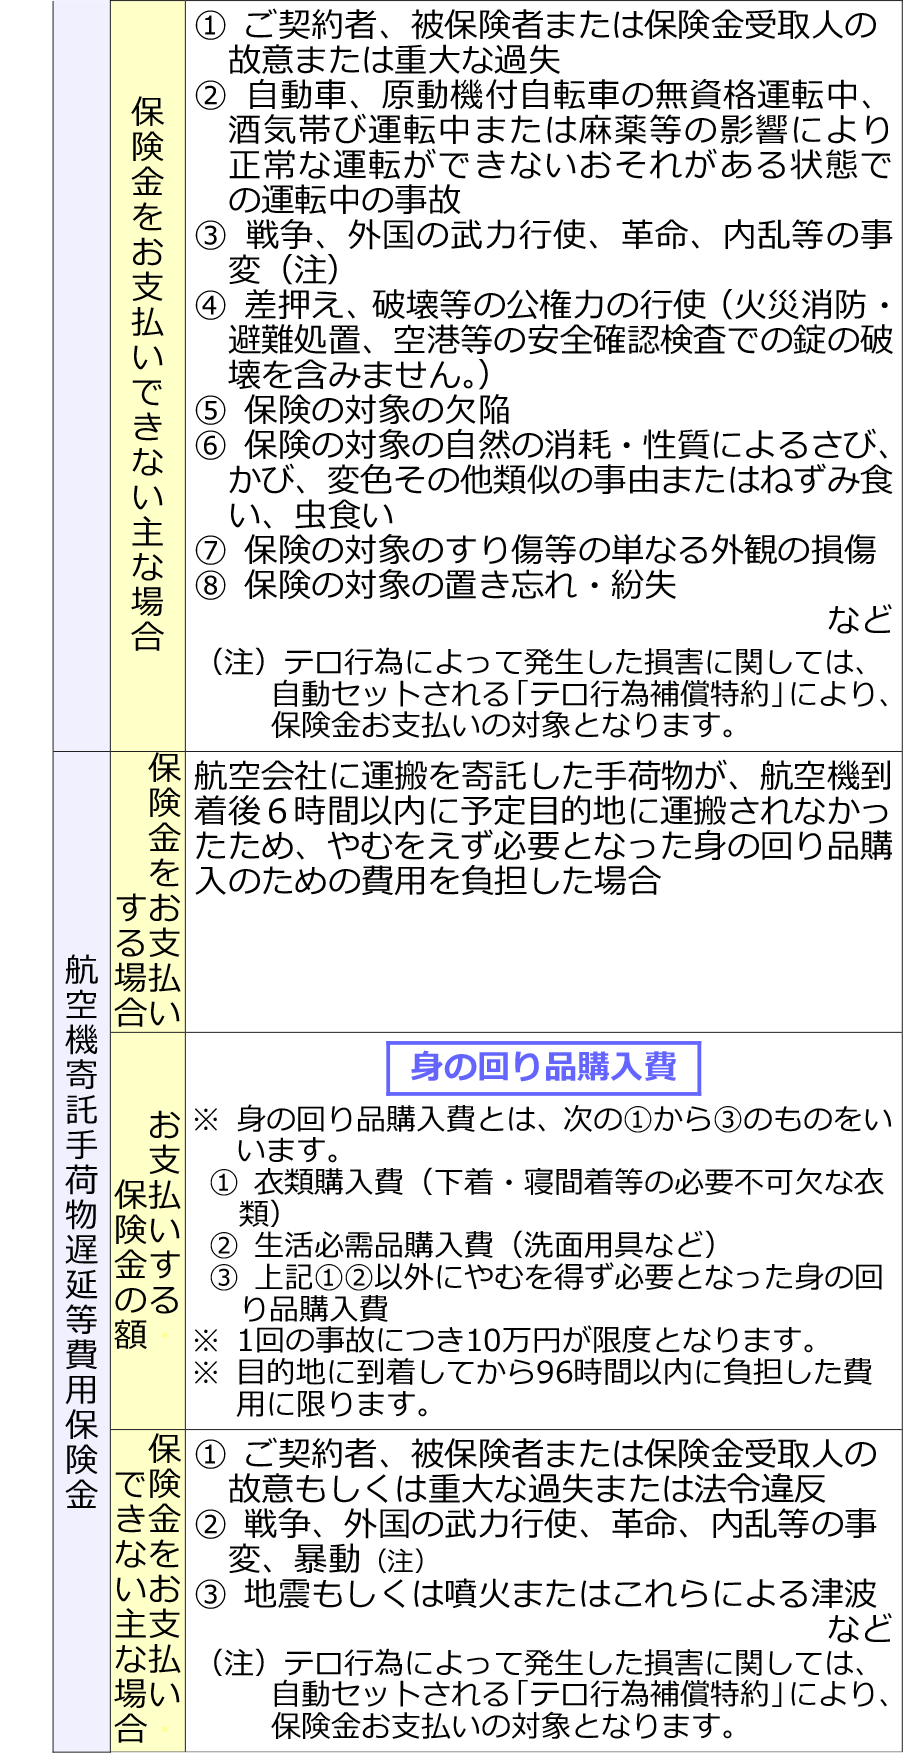 保険金をお支払いできない主な場合
① ご契約者、被保険者または保険金受取人の
故意または重大な過失
② 自動車、原動機付自転車の無資格運転中、
酒気帯び運転中または麻薬等の影響により
正常な運転ができないおそれがある状態で
の運転中の事故
③ 戦争、外国の武力行使、革命、内乱等の事
変（注）
④ 差押え、破壊等の公権力の行使（火災消防・
避難処置、空港等の安全確認検査での錠の破
壊を含みません。）
⑤ 保険の対象の欠陥
⑥ 保険の対象の自然の消耗・性質によるさび、
かび、変色その他類似の事由またはねずみ食
い、虫食い
⑦ 保険の対象のすり傷等の単なる外観の損傷
⑧ 保険の対象の置き忘れ・紛失
など
（注）テロ行為によって発生した損害に関しては、
自動セットされる「テロ行為補償特約」により、
保険金お支払いの対象となります。
航空機寄託手荷物遅延等費用保険金
保険金をお支払い
する場合
航空会社に運搬を寄託した手荷物が、航空機到
着後６時間以内に予定目的地に運搬されなかっ
たため、やむをえず必要となった身の回り品購
入のための費用を負担した場合
お支払いする
保険金の額
身の回り品購入費
※ 身の回り品購入費とは、次の①から③のものをい
います。
① 衣類購入費（下着・寝間着等の必要不可欠な衣
類）
② 生活必需品購入費（洗面用具など）
③ 上記①②以外にやむを得ず必要となった身の回
り品購入費
※ 1回の事故につき10万円が限度となります。
※ 目的地に到着してから96時間以内に負担した費
用に限ります。
保険金をお支払い
できない主な場合
① ご契約者、被保険者または保険金受取人の
故意もしくは重大な過失または法令違反
② 戦争、外国の武力行使、革命、内乱等の事
変、暴動（注）
③ 地震もしくは噴火またはこれらによる津波
など
（注）テロ行為によって発生した損害に関しては、
自動セットされる「テロ行為補償特約」により、
保険金お支払いの対象となります。